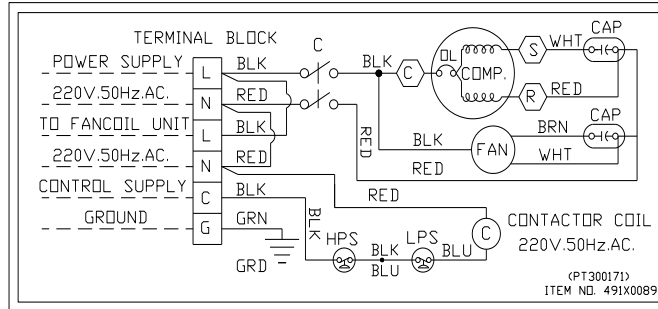 TERMINAL BLOCK
C
CAP
POWER SUPPLY
L
BLK
BLK
C
OL
COMP.
S
WHT
220V.50Hz.AC.
N
RED
R
RED
TO FANCOIL UNIT
L
BLK
RED
BLK
FAN
BRN
CAP
WHT
220V.50Hz.AC.
N
RED
RED
CONTROL SUPPLY
C
BLK
RED
GROUND
G
GRN
BLK
C
CONTACTOR COIL
220V.50Hz.AC.
HPS
BLK
BLU
LPS
BLU
GRD
(PT300171)
ITEM NO. 491X0089